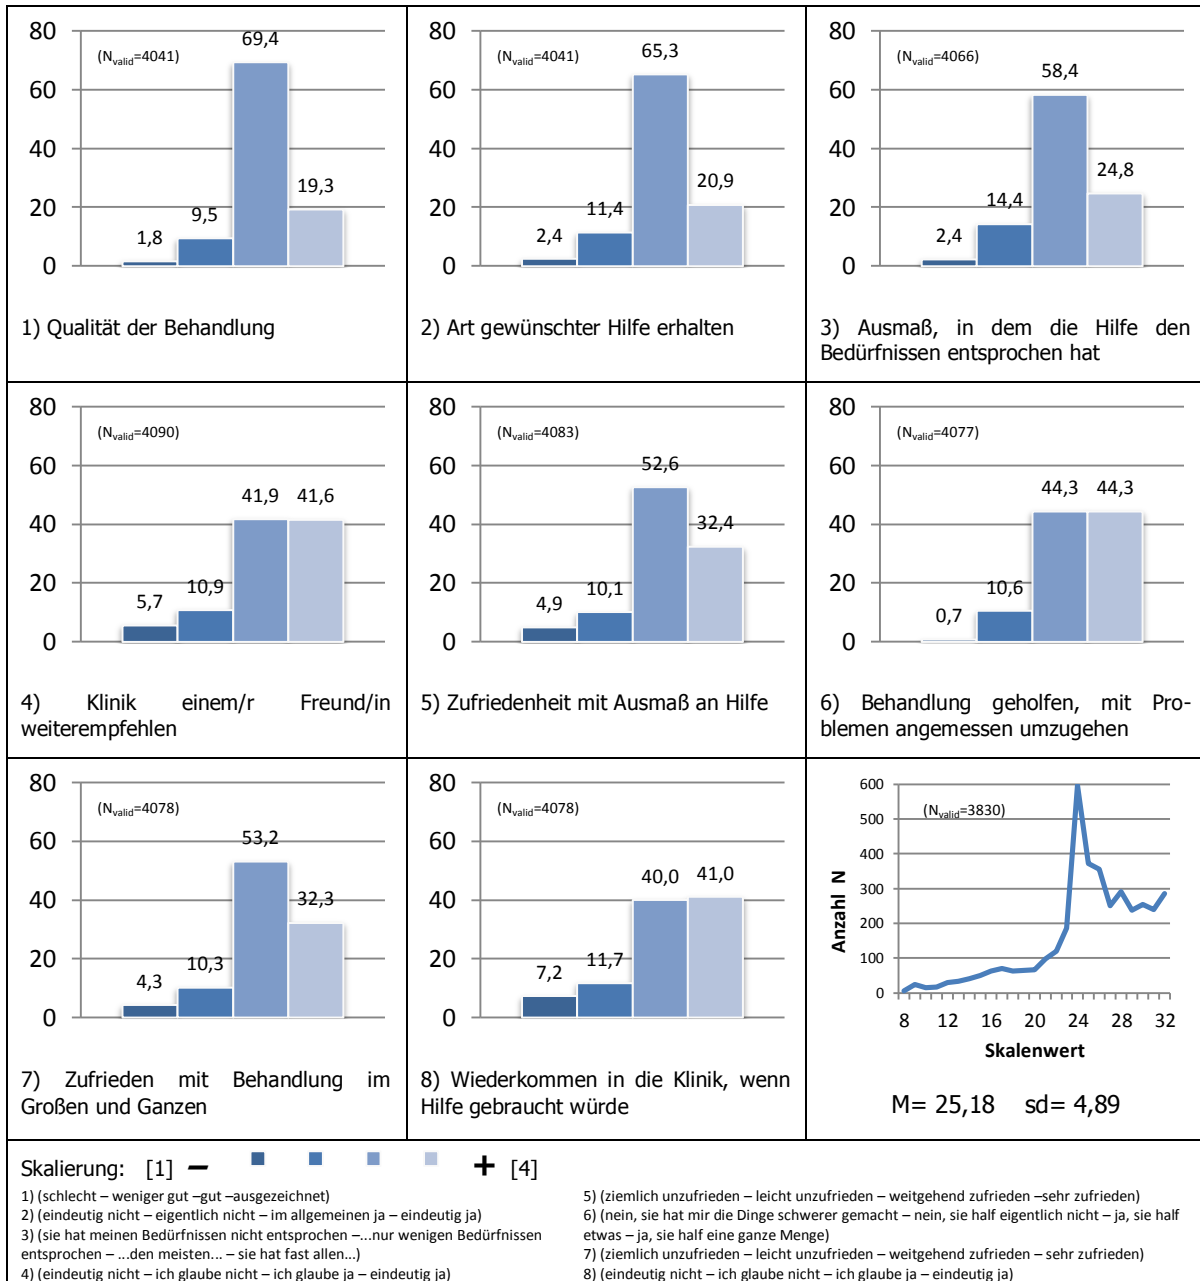 80
60
40
20
0
(Nvalid=4041)
1,8
9,5
69,4
19,3
1) Qualität der Behandlung
80
60
40
20
0
(Nvalid=4041)
2,4
11,4
65,3
20,9
2) Art gewünschter Hilfe erhalten
80
60
40
20
0
(Nvalid=4066)
2,4
14,4
58,4
24,8
3) Ausmaß, in dem die Hilfe den
Bedürfnissen entsprochen hat
80
60
40
20
0
(Nvalid=4090)
5,7
10,9
41,9
41,6
4) Klinik einem/r Freund/in
weiterempfehlen
80
60
40
20
0
(Nvalid=4083)
4,9
10,1
52,6
32,4
5) Zufriedenheit mit Ausmaß an Hilfe
80
60
40
20
0
(Nvalid=4077)
0,7
10,6
44,3
44,3
6) Behandlung geholfen, mit Pro-
blemen angemessen umzugehen
80
60
40
20
0
(Nvalid=4078)
4,3
10,3
53,2
32,3
7) Zufrieden mit Behandlung im
Großen und Ganzen
80
60
40
20
0
(Nvalid=4078)
7,2
11,7
40,0
41,0
8) Wiederkommen in die Klinik, wenn
Hilfe gebraucht würde
600
500
400
300
200
100
0
(Nvalid=3830)
Anzahl N
8 12 16 20 24 28 32
Skalenwert
M= 25,18 sd= 4,89
Skalierung: [1] − + [4]
1) (schlecht – weniger gut –gut –ausgezeichnet)
2) (eindeutig nicht – eigentlich nicht – im allgemeinen ja – eindeutig ja)
3) (sie hat meinen Bedürfnissen nicht entsprochen –...nur wenigen Bedürfnissen
entsprochen – ...den meisten... – sie hat fast allen...)
4) (eindeutig nicht – ich glaube nicht – ich glaube ja – eindeutig ja)
5) (ziemlich unzufrieden – leicht unzufrieden – weitgehend zufrieden –sehr zufrieden)
6) (nein, sie hat mir die Dinge schwerer gemacht – nein, sie half eigentlich nicht – ja, sie half
etwas – ja, sie half eine ganze Menge)
7) (ziemlich unzufrieden – leicht unzufrieden – weitgehend zufrieden – sehr zufrieden)
8) (eindeutig nicht – ich glaube nicht – ich glaube ja – eindeutig ja)